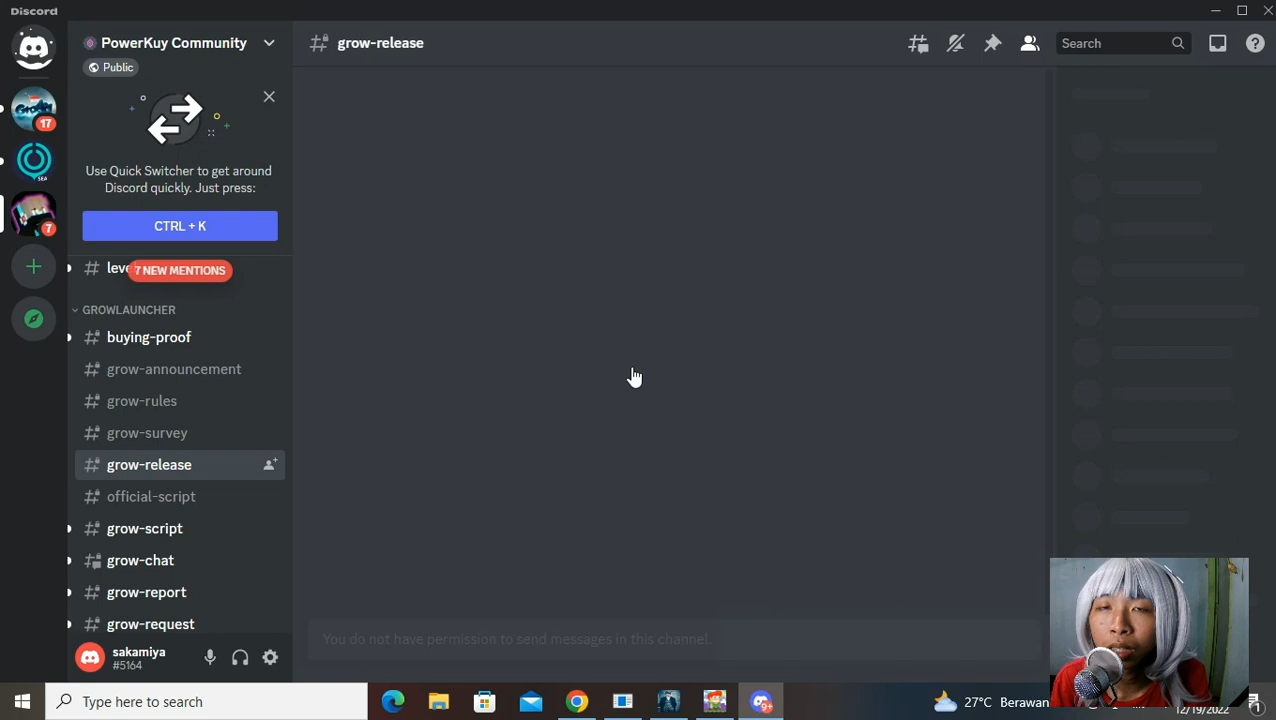 Discord
PowerKuy Community
Public
Use Quick Switcher to get around
Discord quickly. Just press:
CTRL + K
7 NEW MENTIONS
GROWLAUNCHER
buying-proof
grow-announcement
grow-rules
grow-survey
grow-release
official-script
grow-script
grow-chat
grow-report
grow-request
sakamiya
#5164
17
SEA
7
grow-release
Search
You do not have permission to send messages in this channel.
Type here to search
9+
27°C Berawan
12/19/2022
1